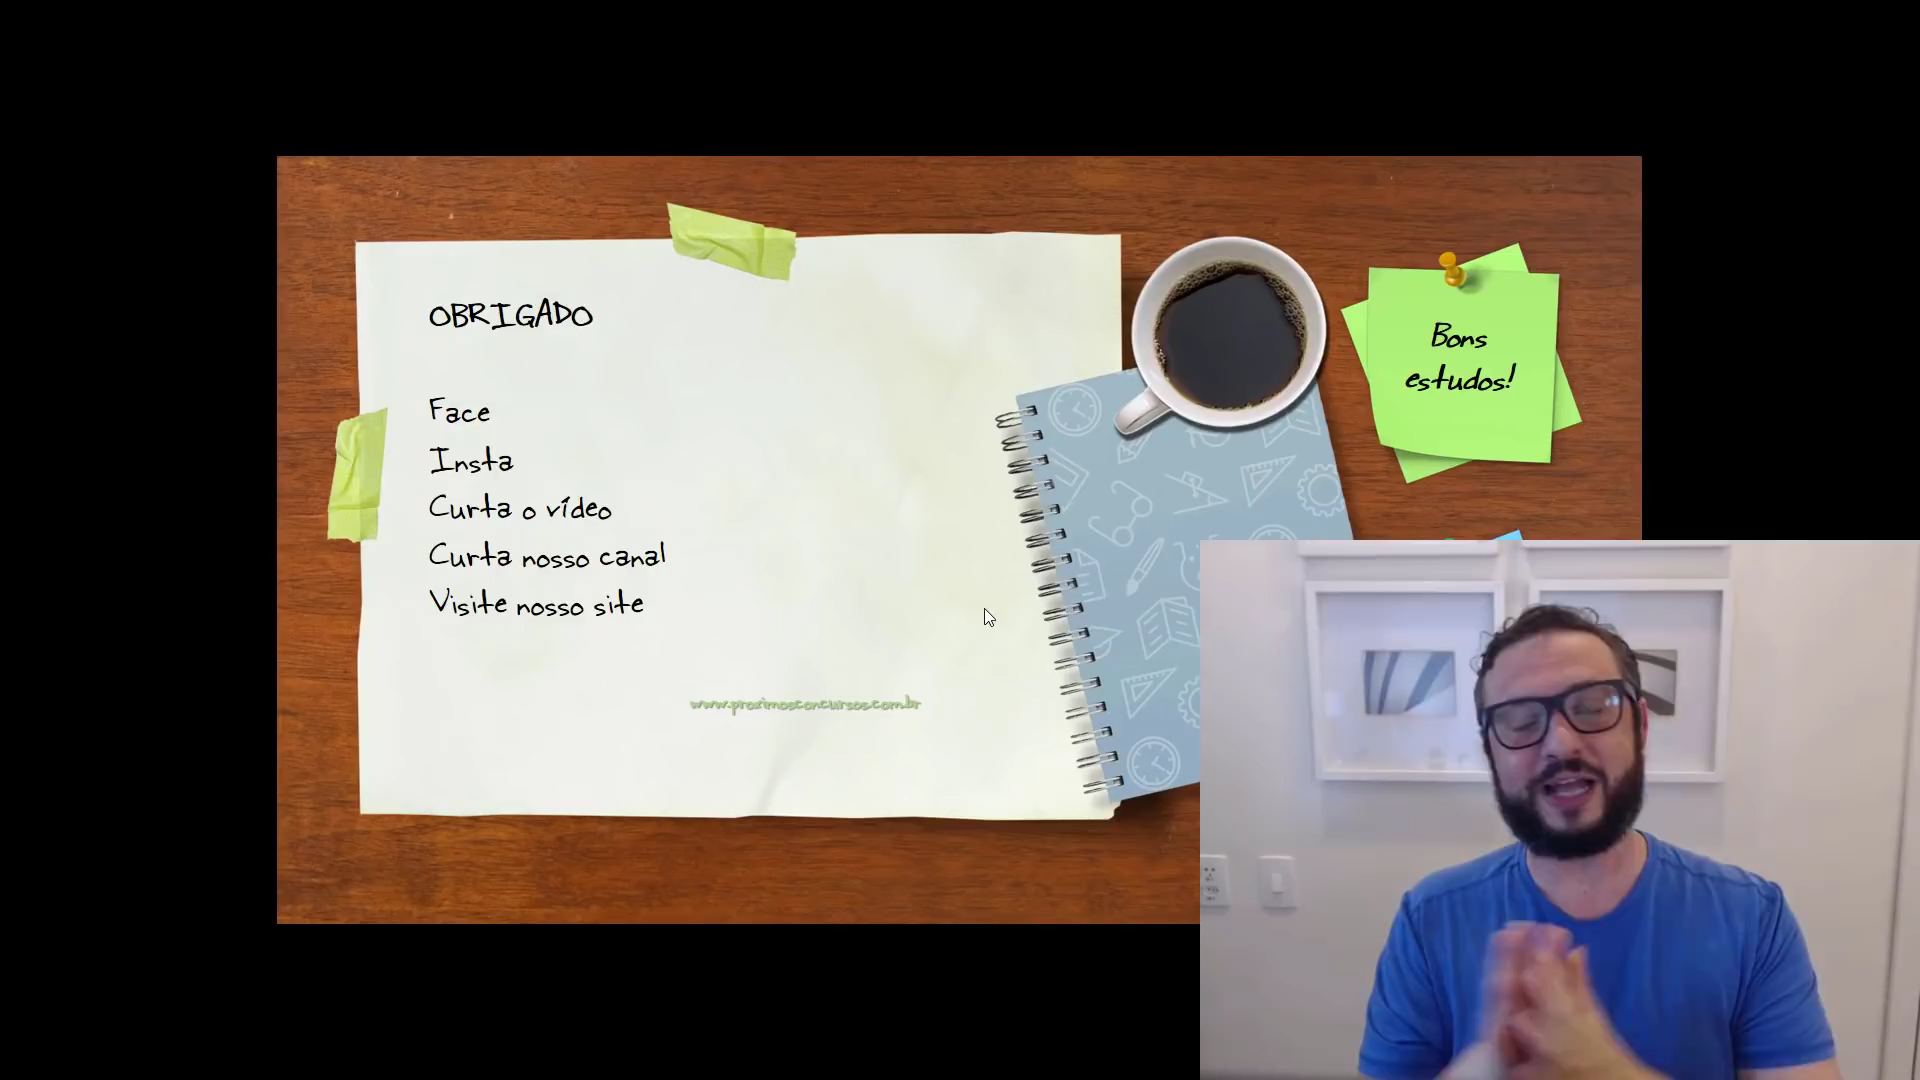 OBRIGADO
Face
Insta
Curta o vídeo
Curta nosso canal
Visite nosso site
www.proximosconcursos.com.br
Bons
estudos!